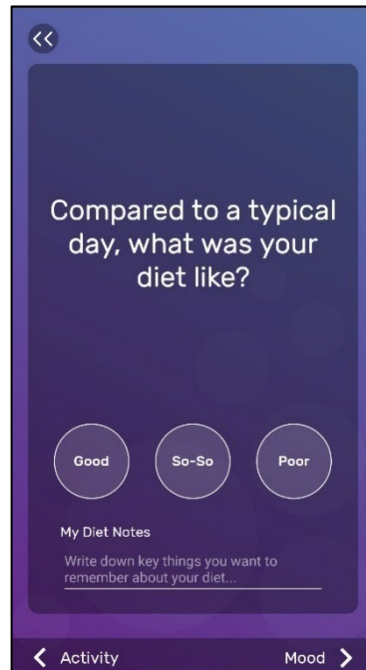 Compared to a typical
day, what was your
diet like?
Good So-So Poor
My Diet Notes
Write down key things you want to
remember about your diet...
Activity Mood